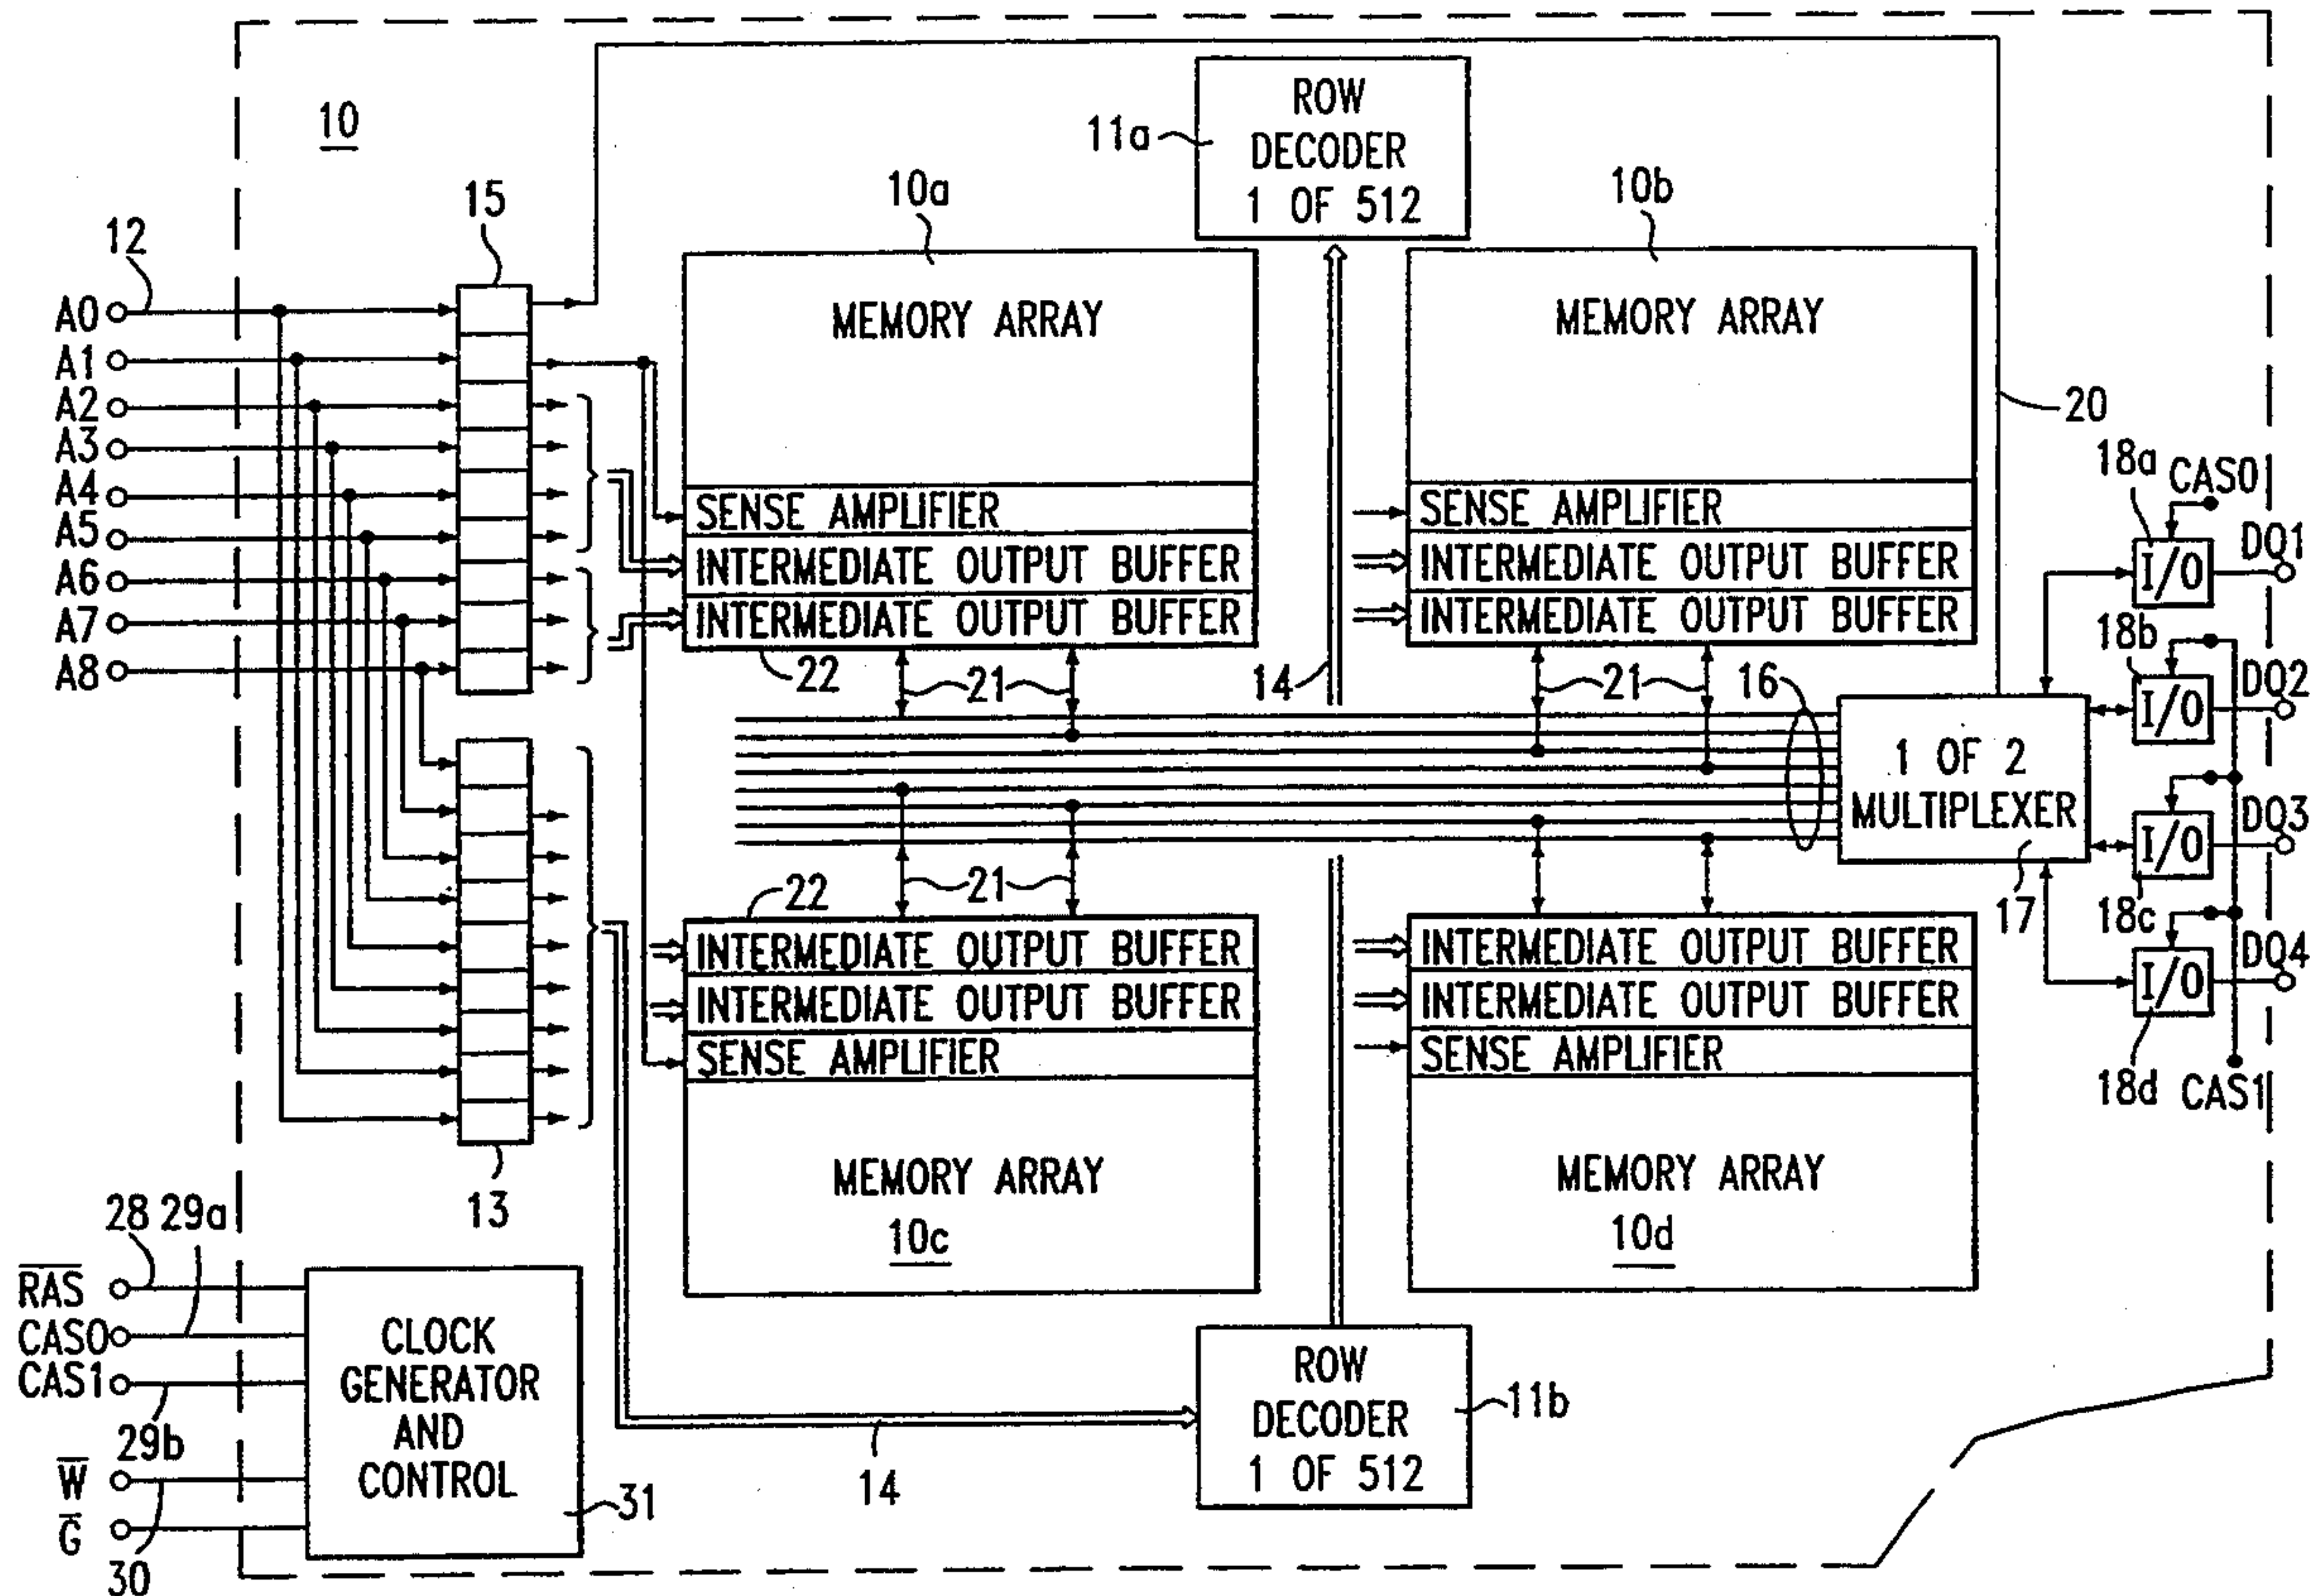 10
12
15
A0
A1
A2
A3
A4
A5
A6
A7
A8
13
10a
MEMORY ARRAY
SENSE AMPLIFIER
INTERMEDIATE OUTPUT BUFFER
INTERMEDIATE OUTPUT BUFFER
22
21
11a
ROW
DECODER
1 OF 512
14
10b
MEMORY ARRAY
SENSE AMPLIFIER
INTERMEDIATE OUTPUT BUFFER
INTERMEDIATE OUTPUT BUFFER
21
16
20
1 OF 2
MULTIPLEXER
17
18a
CAS0
I/O
DQ1
18b
I/O
DQ2
I/O
DQ3
18c
I/O
DQ4
18d
CAS1
22
21
INTERMEDIATE OUTPUT BUFFER
INTERMEDIATE OUTPUT BUFFER
SENSE AMPLIFIER
MEMORY ARRAY
10c
INTERMEDIATE OUTPUT BUFFER
INTERMEDIATE OUTPUT BUFFER
SENSE AMPLIFIER
MEMORY ARRAY
10d
ROW
DECODER
1 OF 512
11b
14
28
29a
R̅A̅S̅
CAS0
CAS1
29b
W̅
G̅
30
CLOCK
GENERATOR
AND
CONTROL
31